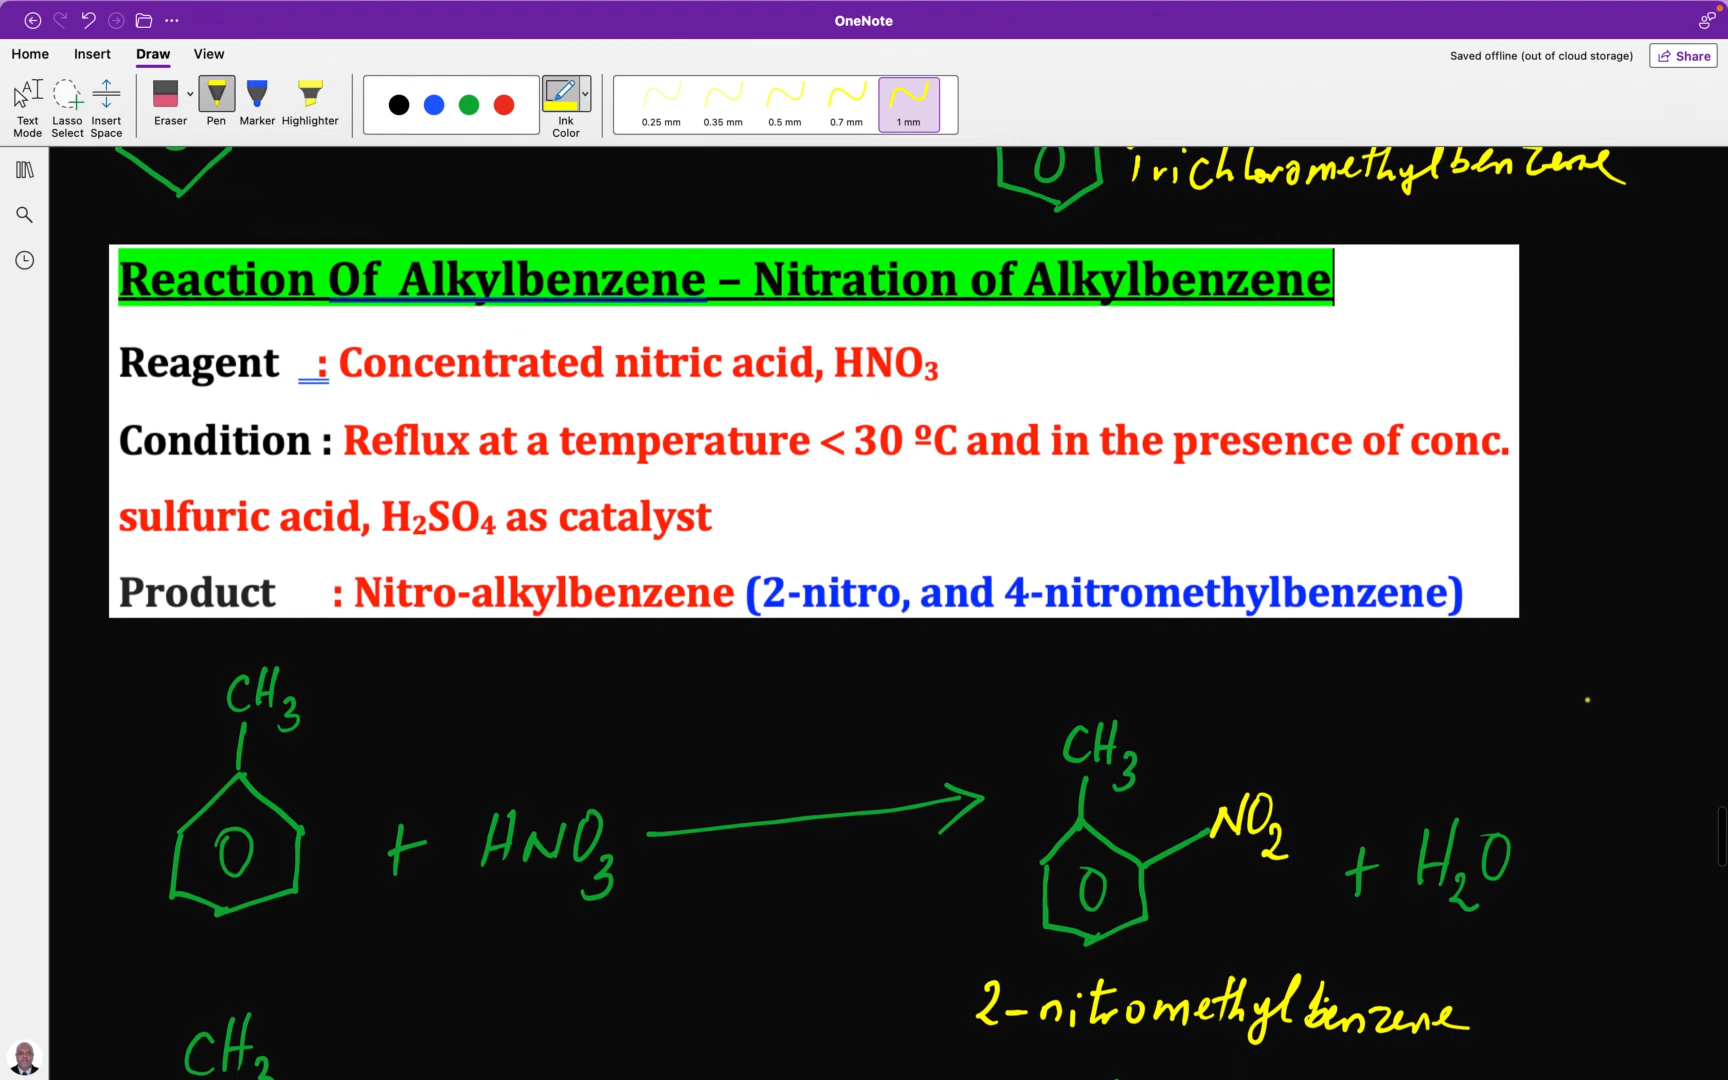 OneNote
Home Insert Draw View
Saved offline (out of cloud storage) Share
Text Mode
Lasso Select
Insert Space
Eraser
Pen
Marker
Highlighter
Ink Color
0.25 mm
0.35 mm
0.5 mm
0.7 mm
1 mm
Trichloromethylbenzene
Reaction Of Alkylbenzene – Nitration of Alkylbenzene
Reagent : Concentrated nitric acid, HNO₃
Condition : Reflux at a temperature < 30 ºC and in the presence of conc.
sulfuric acid, H₂SO₄ as catalyst
Product : Nitro-alkylbenzene (2-nitro, and 4-nitromethylbenzene)
CH₃
CH₃
NO₂
+ HNO₃
+ H₂O
2-nitromethylbenzene
CH₃